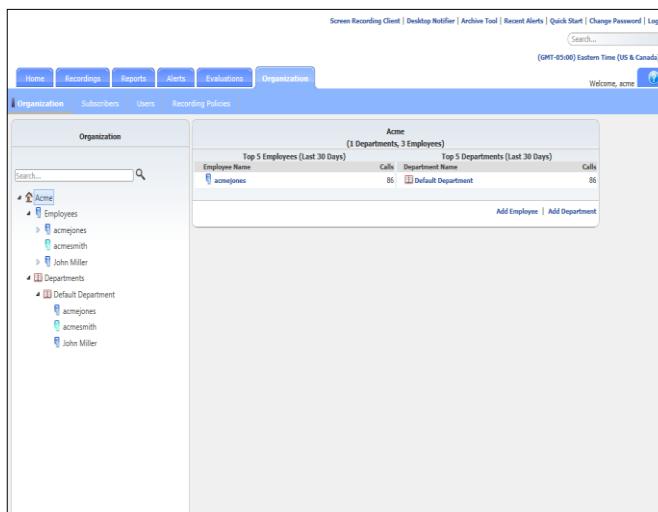 Screen Recording Client | Desktop Notifier | Archive Tool | Recent Alerts | Quick Start | Change Password | Log
Search...
(GMT-05:00) Eastern Time (US & Canada)
Home Recordings Reports Alerts Evaluations Organization
Welcome, acme
Organization Subscribers Users Recording Policies
Organization
Search...
Acme
Employees
acmejones
acmesmith
John Miller
Departments
Default Department
acmejones
acmesmith
John Miller
Acme
(1 Departments, 3 Employees)
Top 5 Employees (Last 30 Days) Top 5 Departments (Last 30 Days)
Employee Name Calls Department Name Calls
acmejones 86 Default Department 86
Add Employee | Add Department